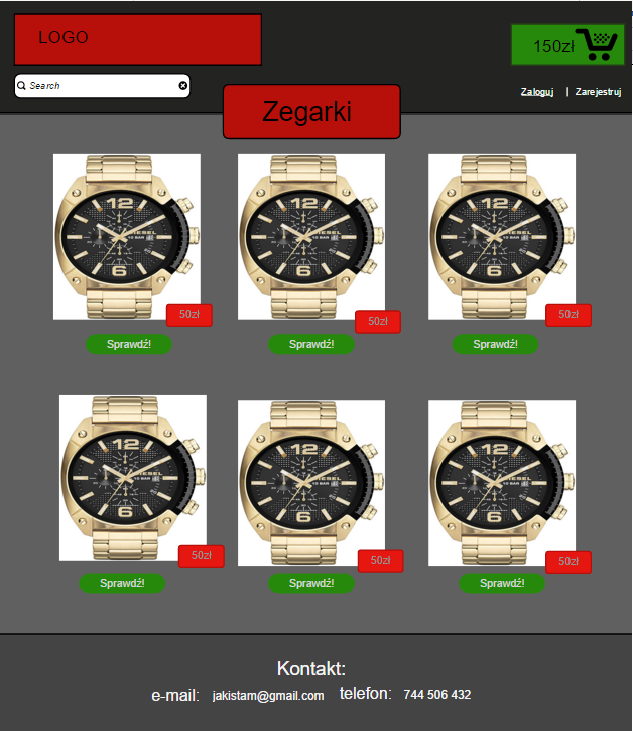 LOGO
150zł
Search
Zaloguj | Zarejestruj
Zegarki
12
DIESEL
10 BAR
6
12
DIESEL
10 BAR
6
12
DIESEL
10 BAR
6
50zł
50zł
50zł
Sprawdź!
Sprawdź!
Sprawdź!
12
DIESEL
10 BAR
6
12
DIESEL
10 BAR
6
12
DIESEL
10 BAR
6
50zł
50zł
50zł
Sprawdź!
Sprawdź!
Sprawdź!
Kontakt:
e-mail: jakistam@gmail.com telefon: 744 506 432